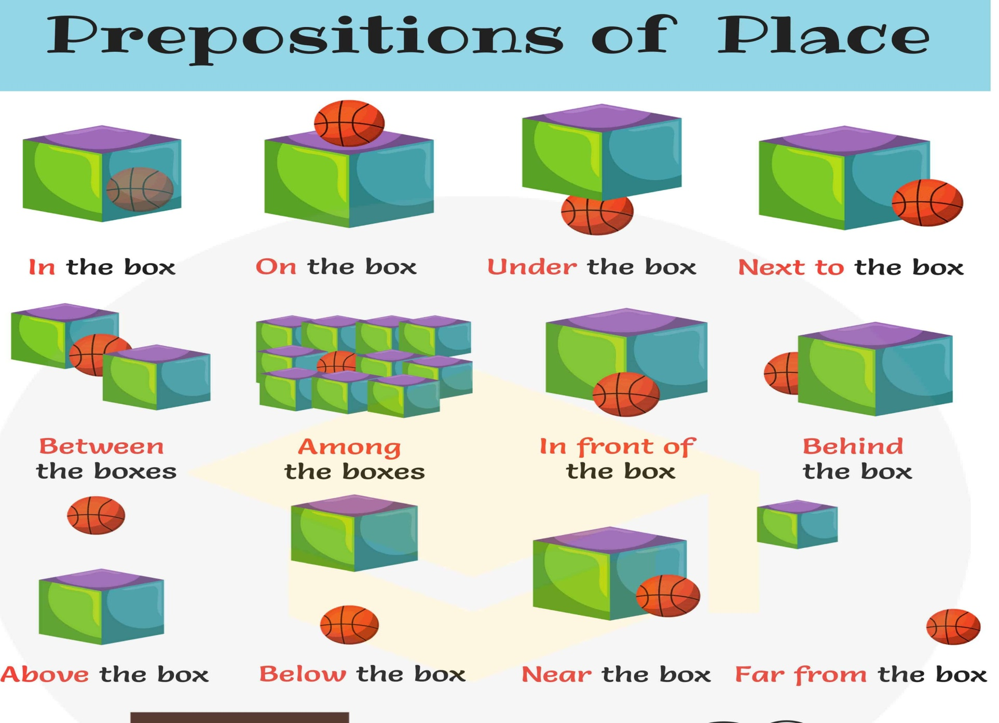 Prepositions of Place
In the box
On the box
Under the box
Next to the box
Between
the boxes
Among
the boxes
In front of
the box
Behind
the box
Above the box
Below the box
Near the box
Far from the box